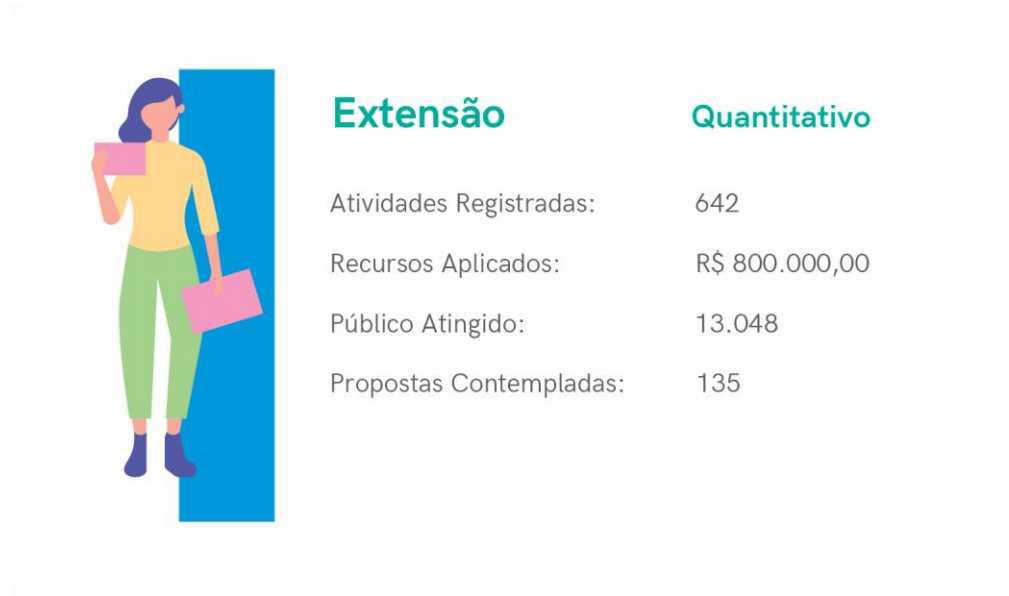 Extensão Quantitativo
Atividades Registradas: 642
Recursos Aplicados: R$ 800.000,00
Público Atingido: 13.048
Propostas Contempladas: 135